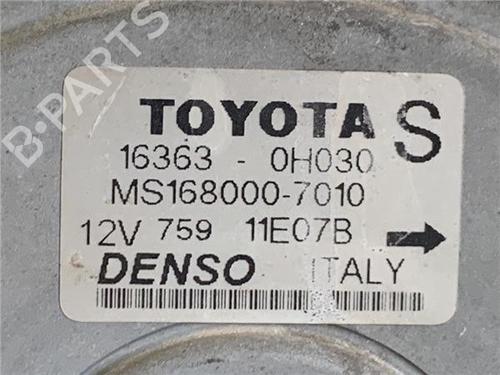 B-PARTS
TOYOTA S
16363 - 0H030
MS168000-7010
12V 759 11E07B
DENSO ITALY